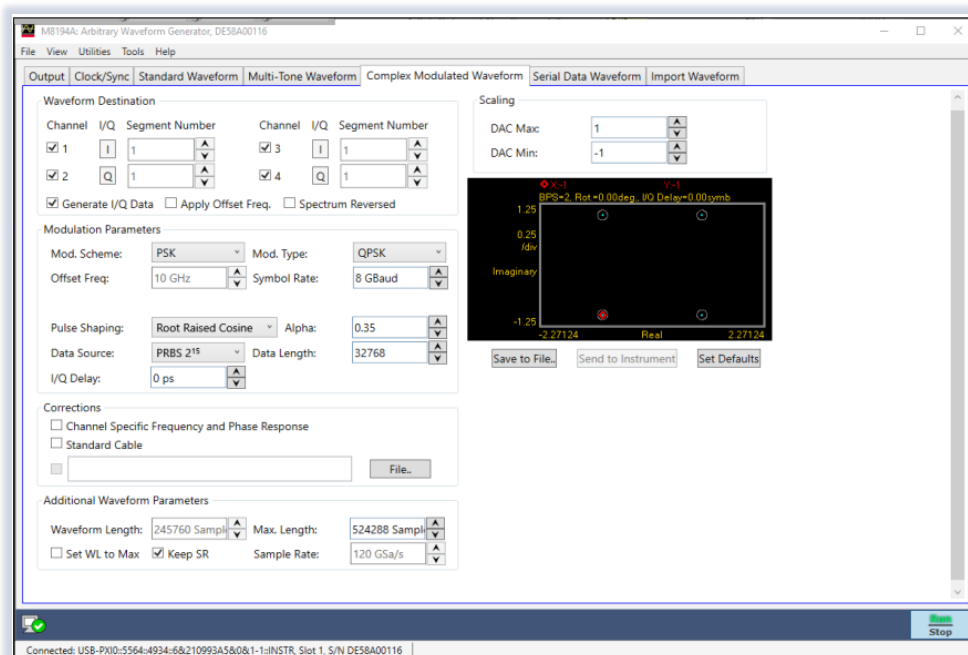 M8194A: Arbitrary Waveform Generator, DE58A00116
File View Utilities Tools Help
Output Clock/Sync Standard Waveform Multi-Tone Waveform Complex Modulated Waveform Serial Data Waveform Import Waveform
Waveform Destination
Channel I/Q Segment Number Channel I/Q Segment Number
1 I 1 3 I 1
2 Q 1 4 Q 1
Generate I/Q Data Apply Offset Freq. Spectrum Reversed
Modulation Parameters
Mod. Scheme: PSK Mod. Type: QPSK
Offset Freq: 10 GHz Symbol Rate: 8 GBaud
Pulse Shaping: Root Raised Cosine Alpha: 0.35
Data Source: PRBS 2¹⁵ Data Length: 32768
I/Q Delay: 0 ps
Corrections
Channel Specific Frequency and Phase Response
Standard Cable
File..
Additional Waveform Parameters
Waveform Length: 245760 Sampl Max. Length: 524288 Sampl
Set WL to Max Keep SR Sample Rate: 120 GSa/s
Scaling
DAC Max: 1
DAC Min: -1
X:-1 Y:-1
BPS=2, Rot=0.00deg., I/Q Delay=0.00symb
1.25
0.25
/div
Imaginary
-1.25
-2.27124 Real 2.27124
Save to File.. Send to Instrument Set Defaults
Run
Stop
Connected: USB-PXI0::5564::4934::6&210993A5&0&1-1::INSTR, Slot 1, S/N DE58A00116